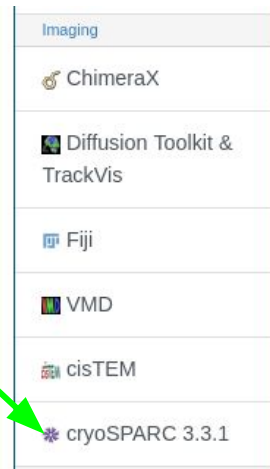 Imaging
ChimeraX
Diffusion Toolkit &
TrackVis
Fiji
VMD
cisTEM
cryoSPARC 3.3.1